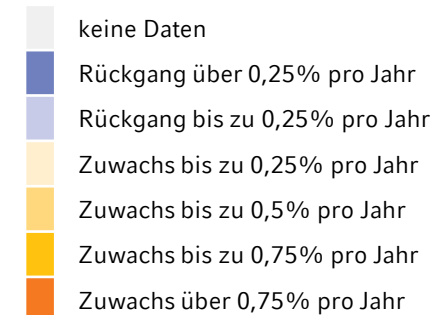 keine Daten
Rückgang über 0,25% pro Jahr
Rückgang bis zu 0,25% pro Jahr
Zuwachs bis zu 0,25% pro Jahr
Zuwachs bis zu 0,5% pro Jahr
Zuwachs bis zu 0,75% pro Jahr
Zuwachs über 0,75% pro Jahr